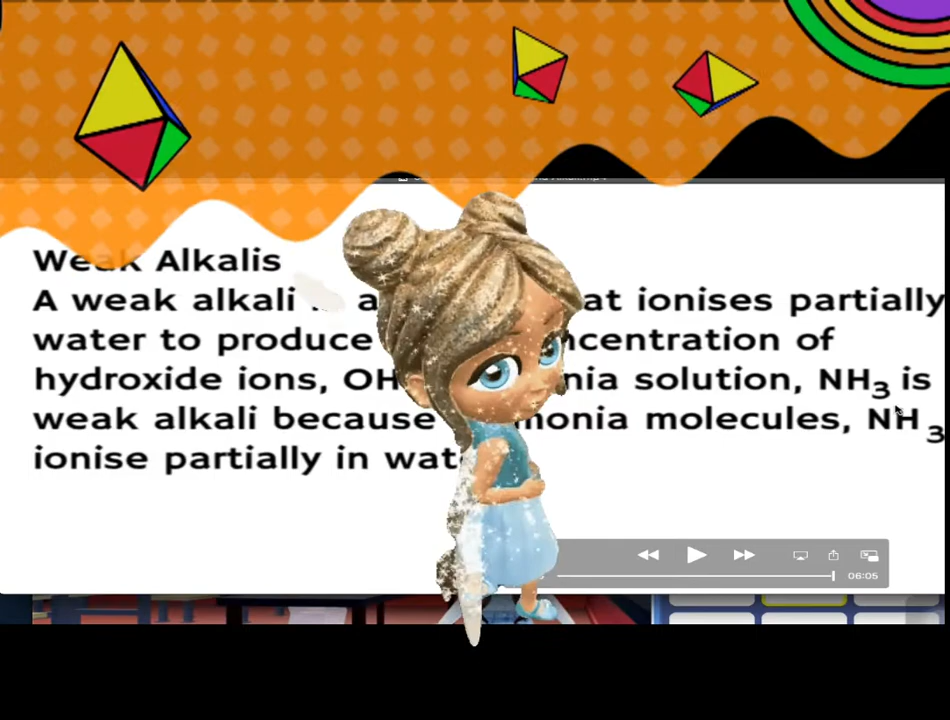 Weak Alkalis
A weak alkali a at ionises partially
water to produce ncentration of
hydroxide ions, OH nia solution, NH₃ is
weak alkali because monia molecules, NH₃
ionise partially in wat
06:05